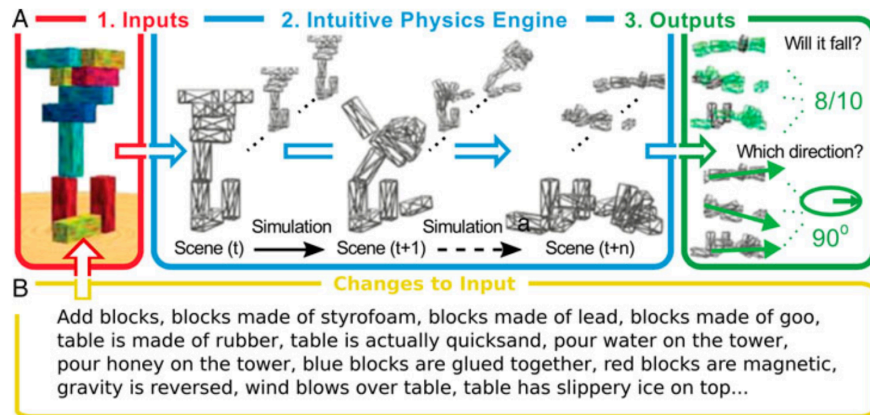 A
1. Inputs
2. Intuitive Physics Engine
3. Outputs
Will it fall?
8/10
Which direction?
90°
a
Simulation
Simulation
Scene (t)
Scene (t+1)
Scene (t+n)
B
Changes to Input
Add blocks, blocks made of styrofoam, blocks made of lead, blocks made of goo,
table is made of rubber, table is actually quicksand, pour water on the tower,
pour honey on the tower, blue blocks are glued together, red blocks are magnetic,
gravity is reversed, wind blows over table, table has slippery ice on top...